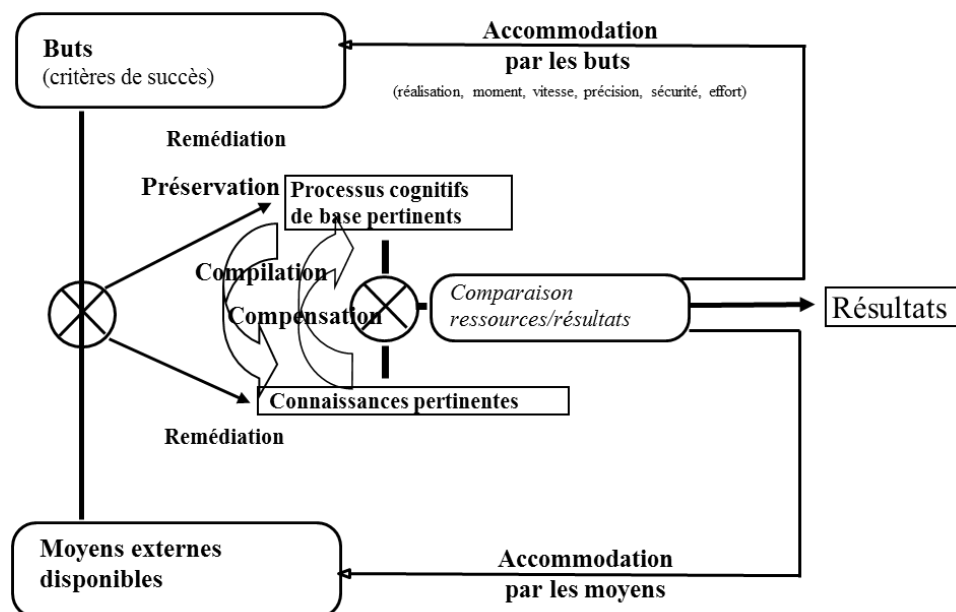 Buts
(critères de succès)
Accommodation
par les buts
(réalisation, moment, vitesse, précision, sécurité, effort)
Remédiation
Préservation
Processus cognitifs
de base pertinents
Compilation
Compensation
Comparaison
ressources/résultats
Résultats
Connaissances pertinentes
Remédiation
Moyens externes
disponibles
Accommodation
par les moyens